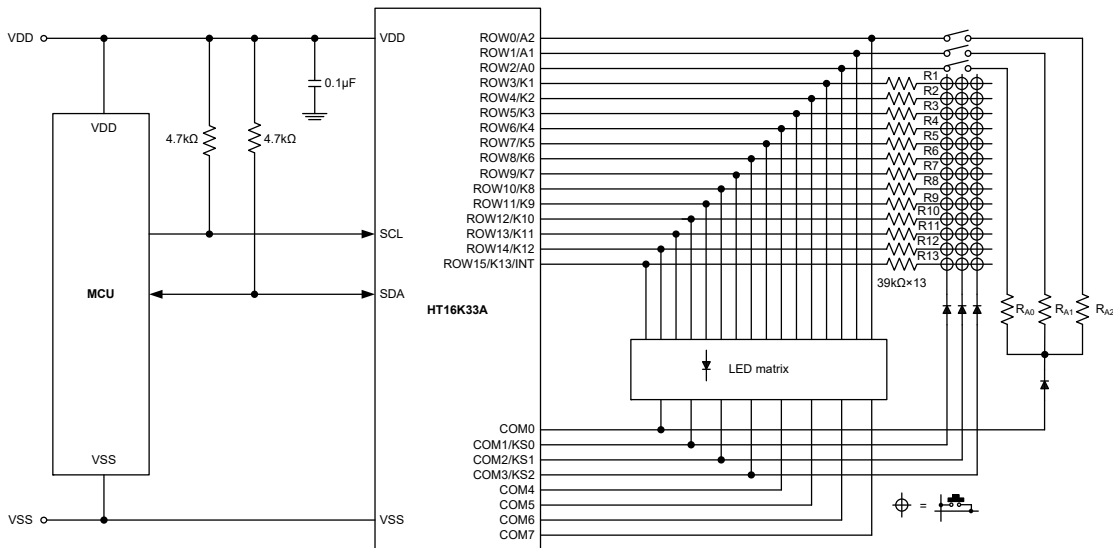 VDD
VDD
0.1µF
VDD
4.7kΩ
4.7kΩ
MCU
VSS
VSS
SCL
SDA
HT16K33A
VSS
ROW0/A2
ROW1/A1
ROW2/A0
ROW3/K1
ROW4/K2
ROW5/K3
ROW6/K4
ROW7/K5
ROW8/K6
ROW9/K7
ROW10/K8
ROW11/K9
ROW12/K10
ROW13/K11
ROW14/K12
ROW15/K13/INT
R1
R2
R3
R4
R5
R6
R7
R8
R9
R10
R11
R12
R13
39kΩ×13
RA0
RA1
RA2
LED matrix
COM0
COM1/KS0
COM2/KS1
COM3/KS2
COM4
COM5
COM6
COM7
=